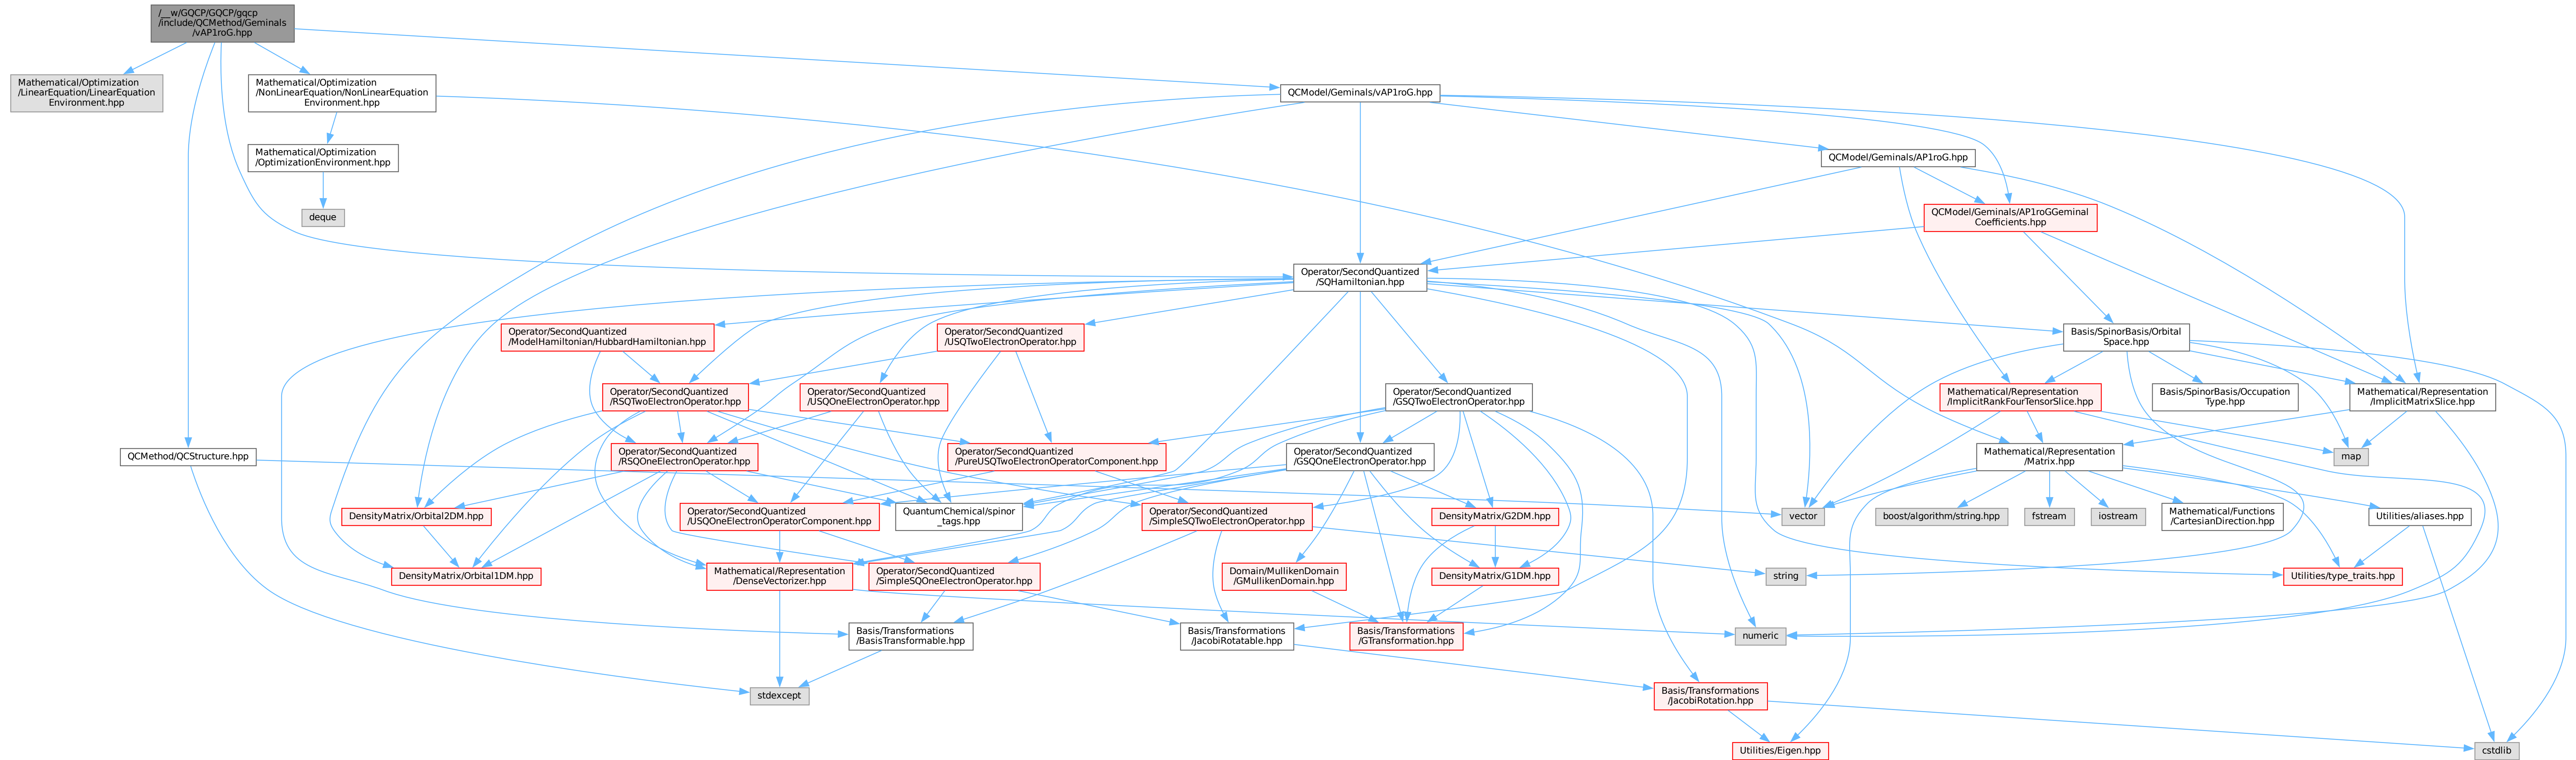 /__w/GQCP/GQCP/gqcp
/include/QCMethod/Geminals
/vAP1roG.hpp
Mathematical/Optimization
/LinearEquation/LinearEquation
Environment.hpp
Mathematical/Optimization
/NonLinearEquation/NonLinearEquation
Environment.hpp
QCModel/Geminals/vAP1roG.hpp
Mathematical/Optimization
/OptimizationEnvironment.hpp
QCModel/Geminals/AP1roG.hpp
deque
QCModel/Geminals/AP1roGGeminal
Coefficients.hpp
Operator/SecondQuantized
/SQHamiltonian.hpp
Operator/SecondQuantized
/ModelHamiltonian/HubbardHamiltonian.hpp
Operator/SecondQuantized
/USQTwoElectronOperator.hpp
Basis/SpinorBasis/Orbital
Space.hpp
Operator/SecondQuantized
/RSQTwoElectronOperator.hpp
Operator/SecondQuantized
/USQOneElectronOperator.hpp
Operator/SecondQuantized
/GSQTwoElectronOperator.hpp
Mathematical/Representation
/ImplicitRankFourTensorSlice.hpp
Basis/SpinorBasis/Occupation
Type.hpp
Mathematical/Representation
/ImplicitMatrixSlice.hpp
QCMethod/QCStructure.hpp
Operator/SecondQuantized
/RSQOneElectronOperator.hpp
Operator/SecondQuantized
/PureUSQTwoElectronOperatorComponent.hpp
Operator/SecondQuantized
/GSQOneElectronOperator.hpp
Mathematical/Representation
/Matrix.hpp
map
DensityMatrix/Orbital2DM.hpp
Operator/SecondQuantized
/USQOneElectronOperatorComponent.hpp
QuantumChemical/spinor
_tags.hpp
Operator/SecondQuantized
/SimpleSQTwoElectronOperator.hpp
DensityMatrix/G2DM.hpp
vector
boost/algorithm/string.hpp
fstream
iostream
Mathematical/Functions
/CartesianDirection.hpp
Utilities/aliases.hpp
DensityMatrix/Orbital1DM.hpp
Mathematical/Representation
/DenseVectorizer.hpp
Operator/SecondQuantized
/SimpleSQOneElectronOperator.hpp
Domain/MullikenDomain
/GMullikenDomain.hpp
DensityMatrix/G1DM.hpp
string
Utilities/type_traits.hpp
Basis/Transformations
/BasisTransformable.hpp
Basis/Transformations
/JacobiRotatable.hpp
Basis/Transformations
/GTransformation.hpp
numeric
stdexcept
Basis/Transformations
/JacobiRotation.hpp
Utilities/Eigen.hpp
cstdlib